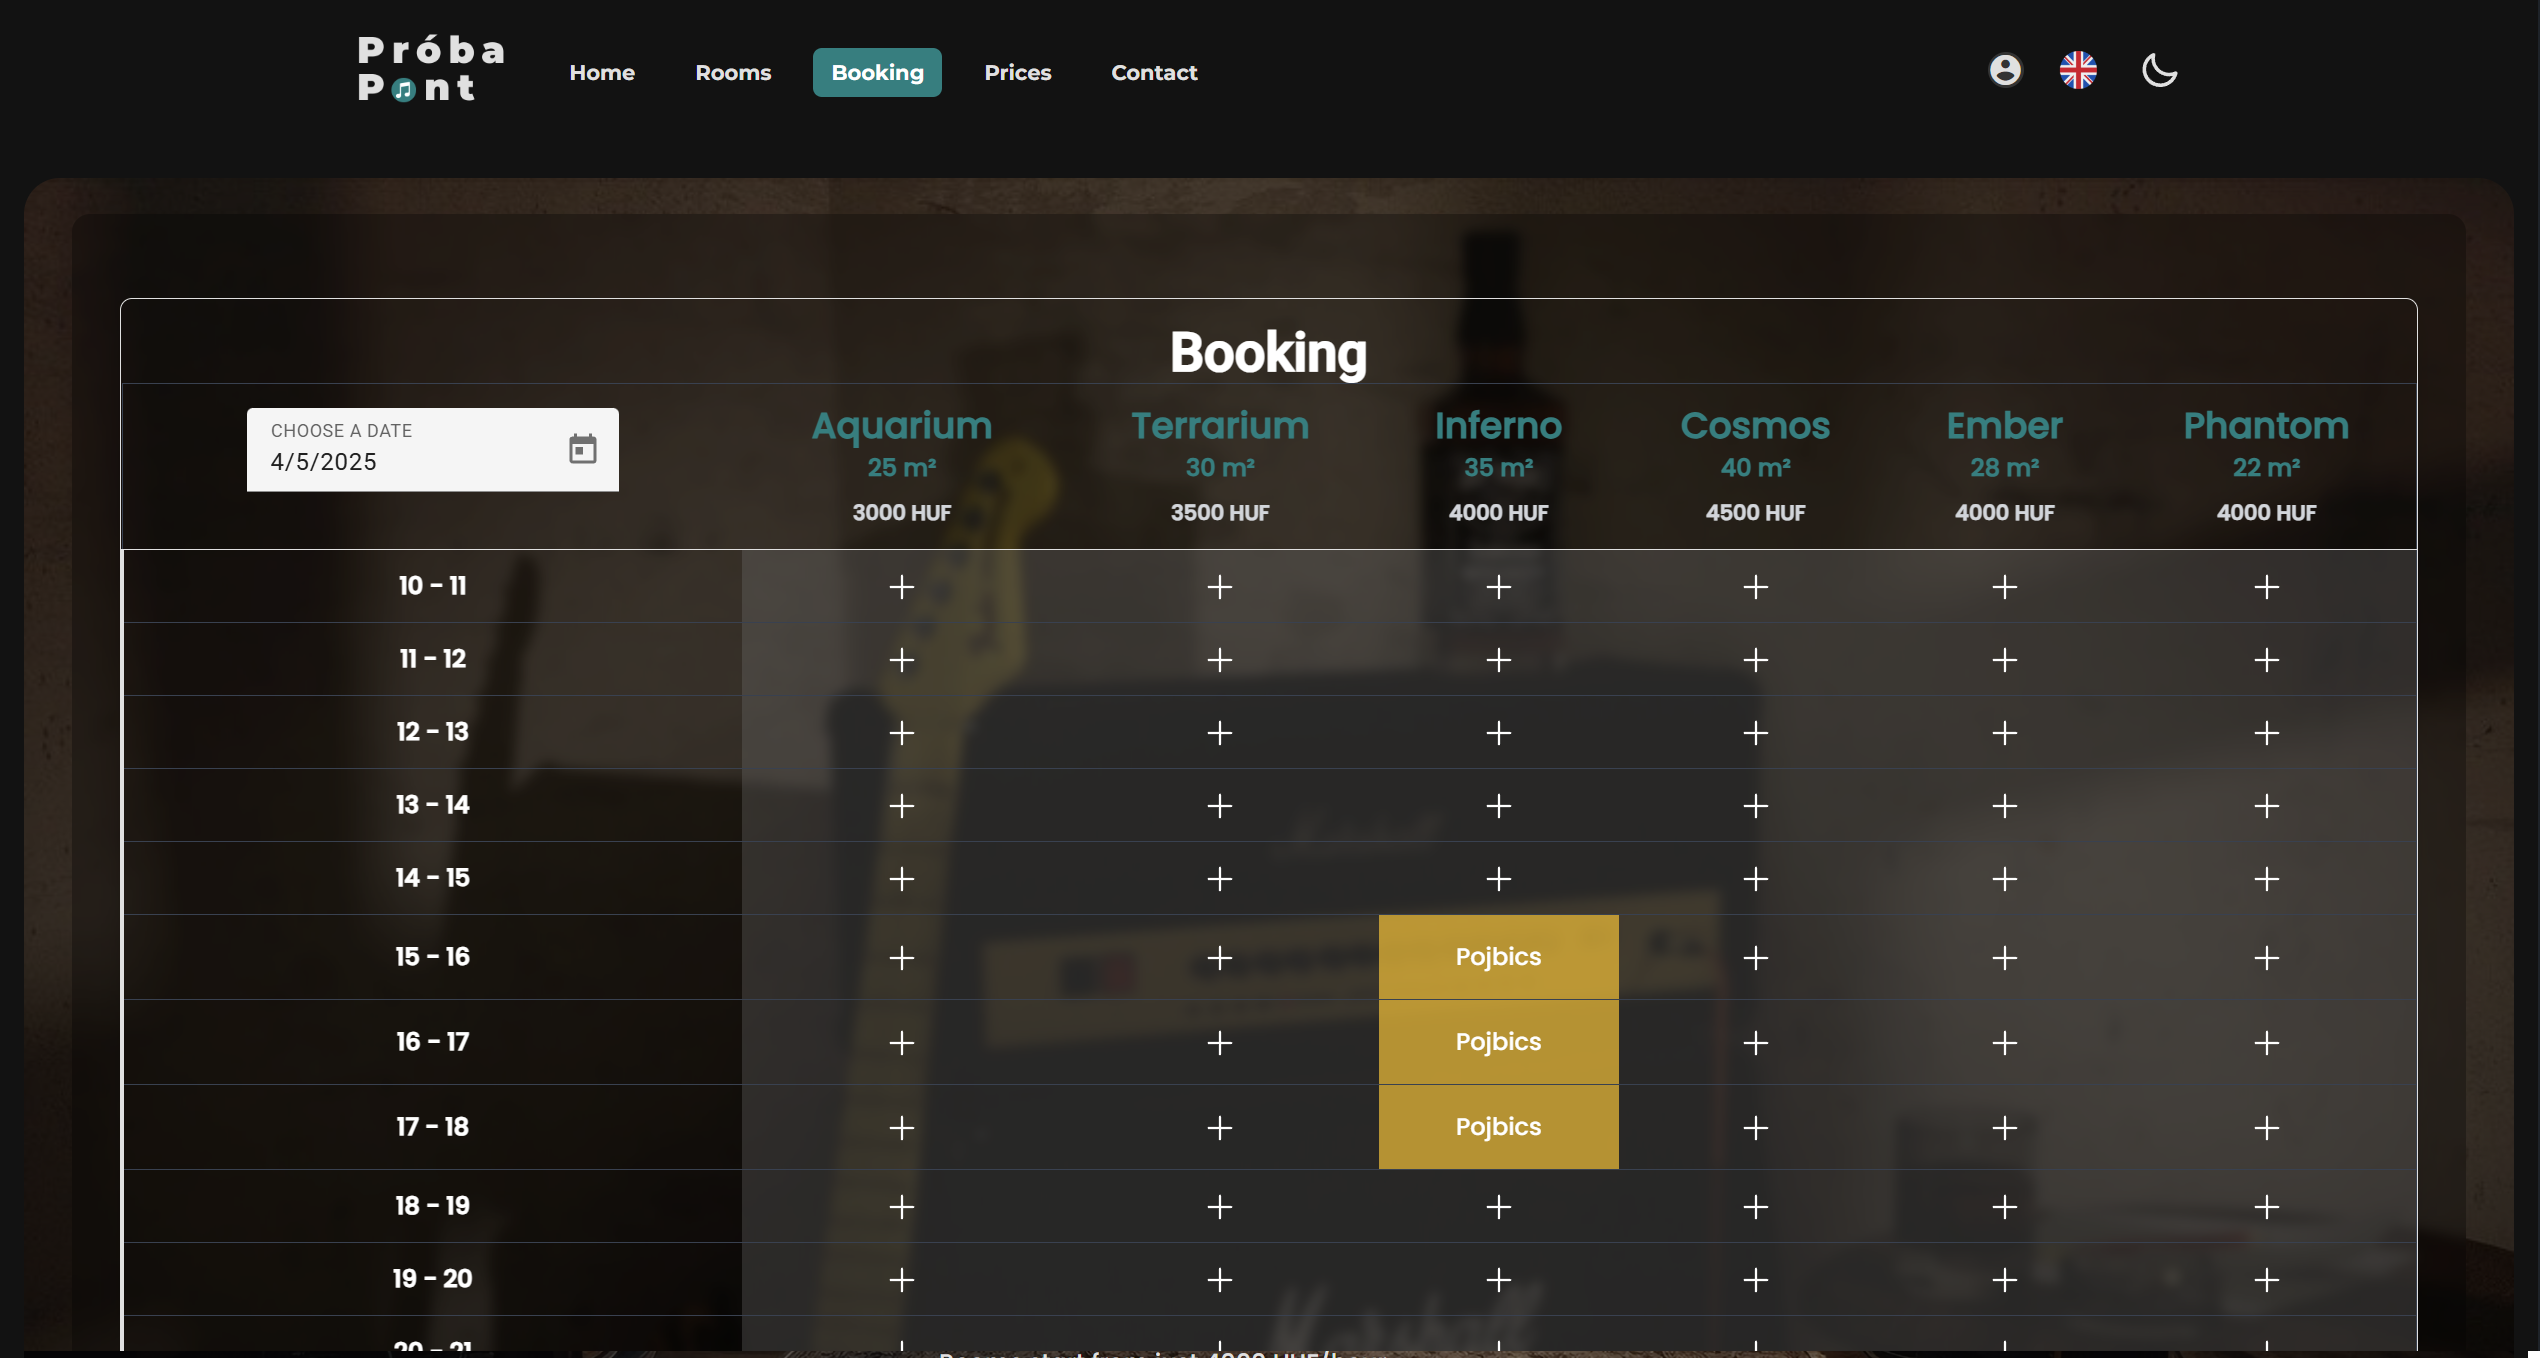 Próba
Pont
Home
Rooms
Booking
Prices
Contact
Booking
CHOOSE A DATE
4/5/2025
Aquarium
25 m²
3000 HUF
Terrarium
30 m²
3500 HUF
Inferno
35 m²
4000 HUF
Cosmos
40 m²
4500 HUF
Ember
28 m²
4000 HUF
Phantom
22 m²
4000 HUF
10 - 11
11 - 12
12 - 13
13 - 14
14 - 15
15 - 16
Pojbics
16 - 17
Pojbics
17 - 18
Pojbics
18 - 19
19 - 20
20 - 21
Marshall